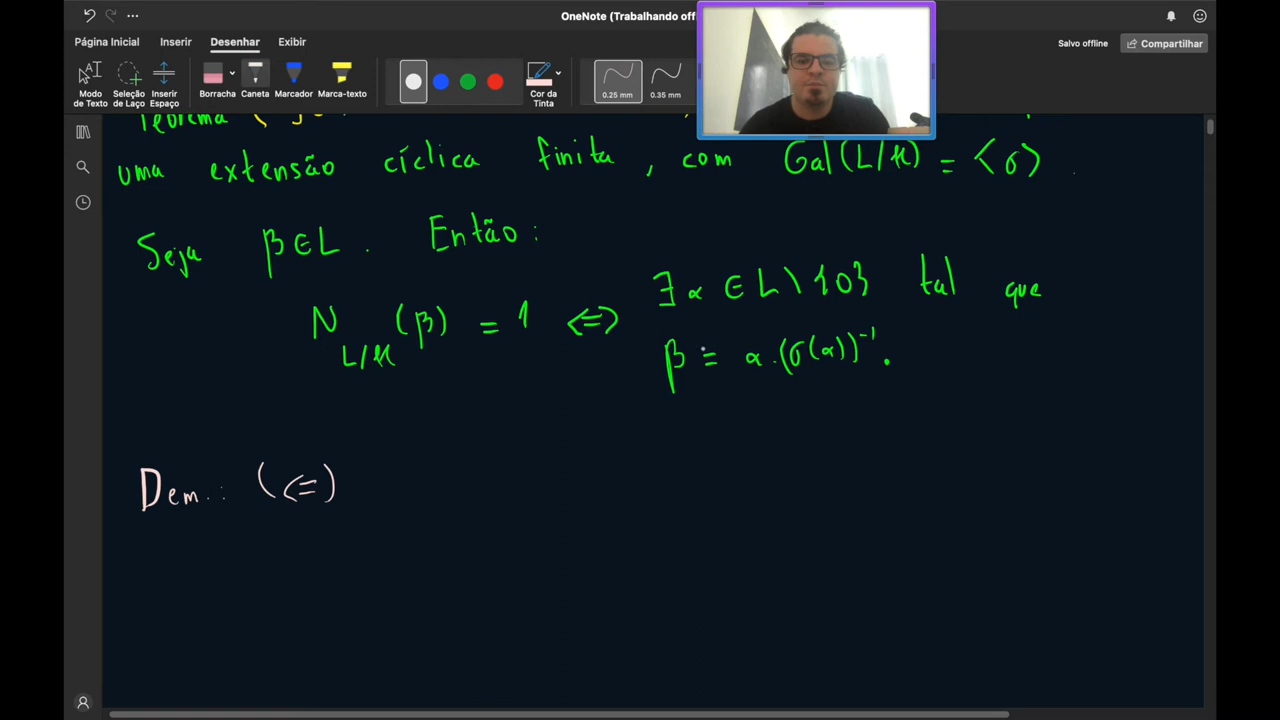 OneNote (Trabalhando off
Salvo offline
Compartilhar
Página Inicial Inserir Desenhar Exibir
Modo de Texto
Seleção de Laço
Inserir Espaço
Borracha
Caneta
Marcador
Marca-texto
Cor da Tinta
0.25 mm
0.35 mm
Teorema (
uma extensão cíclica finita, com Gal(L/K) = <σ>.
Seja β∈L. Então:
∃ α ∈ L\{0} tal que
N_{L/K}(β) = 1 <=>
β = α.(σ(α))^{-1}.
Dem.: (<=)